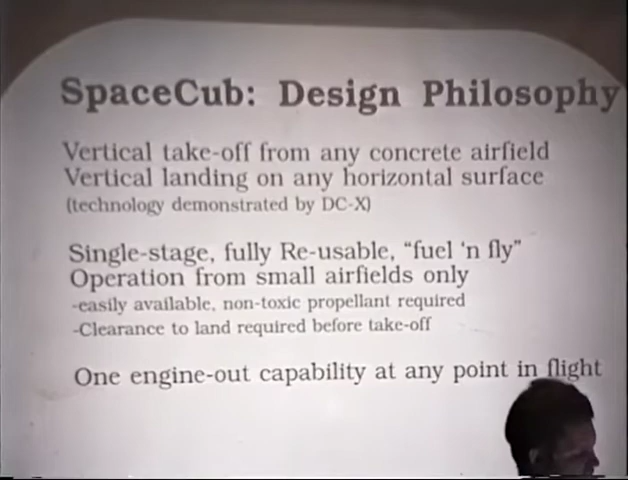 SpaceCub: Design Philosophy
Vertical take-off from any concrete airfield
Vertical landing on any horizontal surface
(technology demonstrated by DC-X)
Single-stage, fully Re-usable, "fuel 'n fly"
Operation from small airfields only
-easily available, non-toxic propellant required
-Clearance to land required before take-off
One engine-out capability at any point in flight